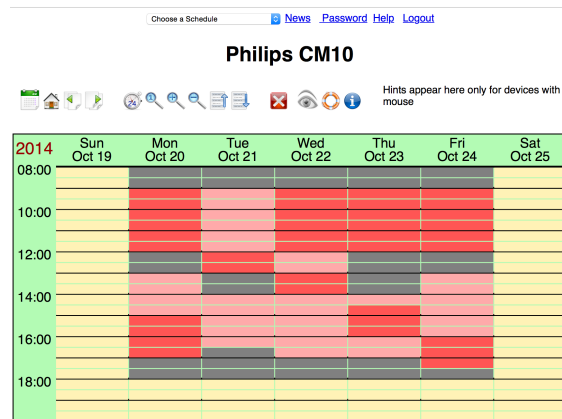 Choose a Schedule News Password Help Logout
Philips CM10
24 1
Hints appear here only for devices with
mouse
2014 Sun Mon Tue Wed Thu Fri Sat
Oct 19 Oct 20 Oct 21 Oct 22 Oct 23 Oct 24 Oct 25
08:00
10:00
12:00
14:00
16:00
18:00